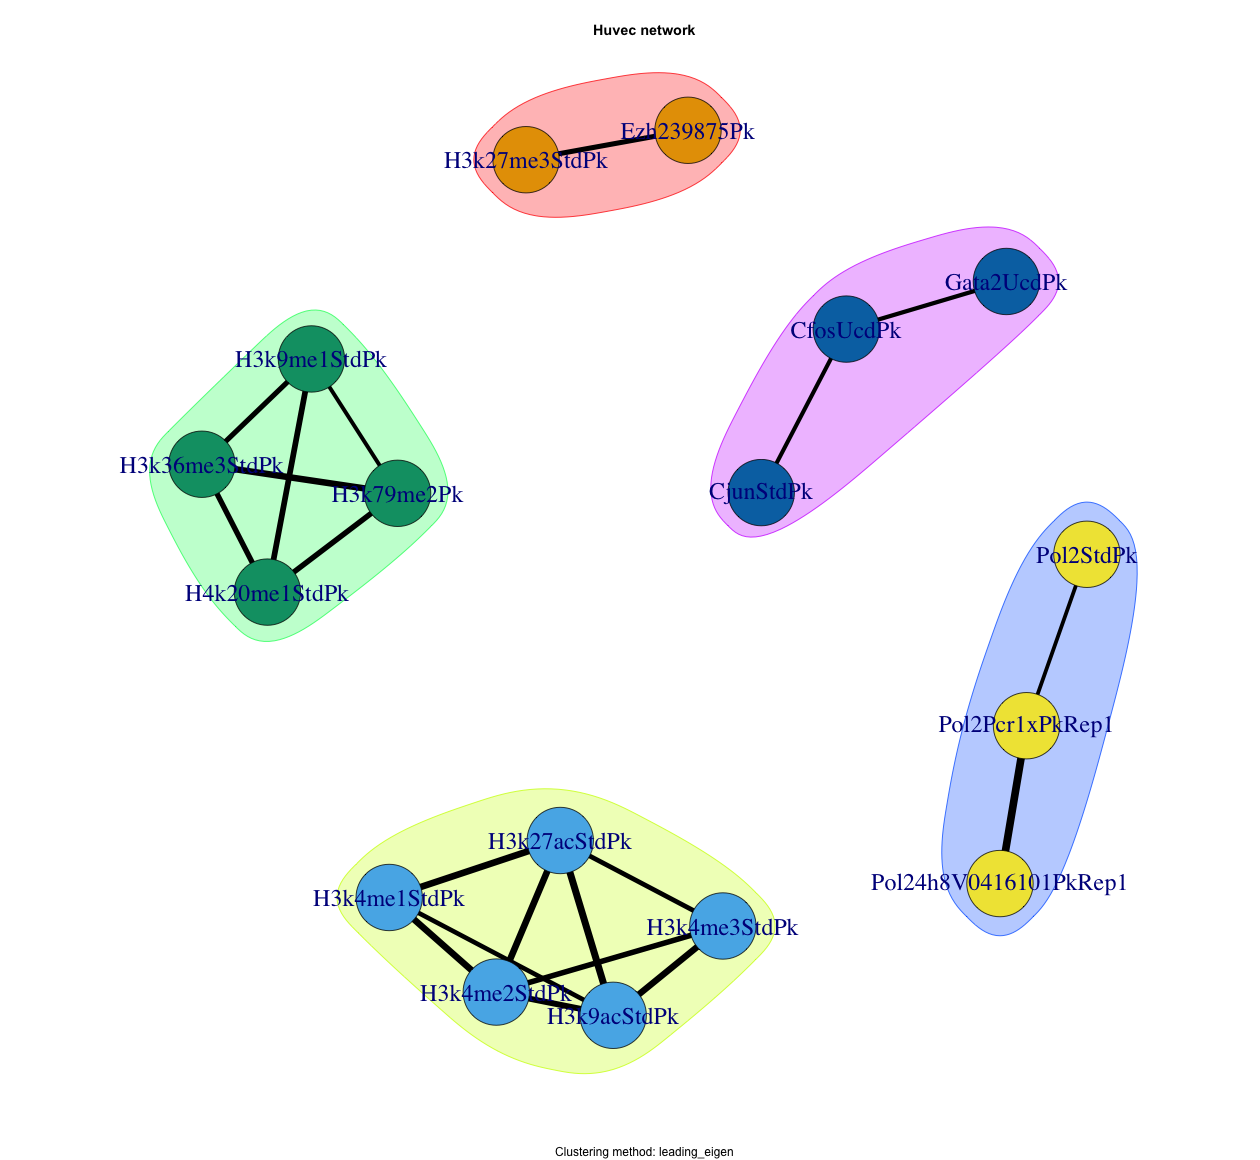 Huvec network
Ezh239875Pk
H3k27me3StdPk
Gata2UcdPk
CfosUcdPk
H3k9me1StdPk
H3k36me3StdPk
H3k79me2Pk
CjunStdPk
Pol2StdPk
H4k20me1StdPk
Pol2Pcr1xPkRep1
H3k27acStdPk
Pol24h8V0416101PkRep1
H3k4me1StdPk
H3k4me3StdPk
H3k4me2StdPk
H3k9acStdPk
Clustering method: leading_eigen